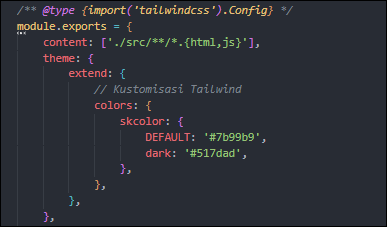 /** @type {import('tailwindcss').Config} */
module.exports = {
content: ['./src/**/*.{html,js}'],
theme: {
extend: {
// Kustomisasi Tailwind
colors: {
skcolor: {
DEFAULT: '#7b99b9',
dark: '#517dad',
},
},
},
},